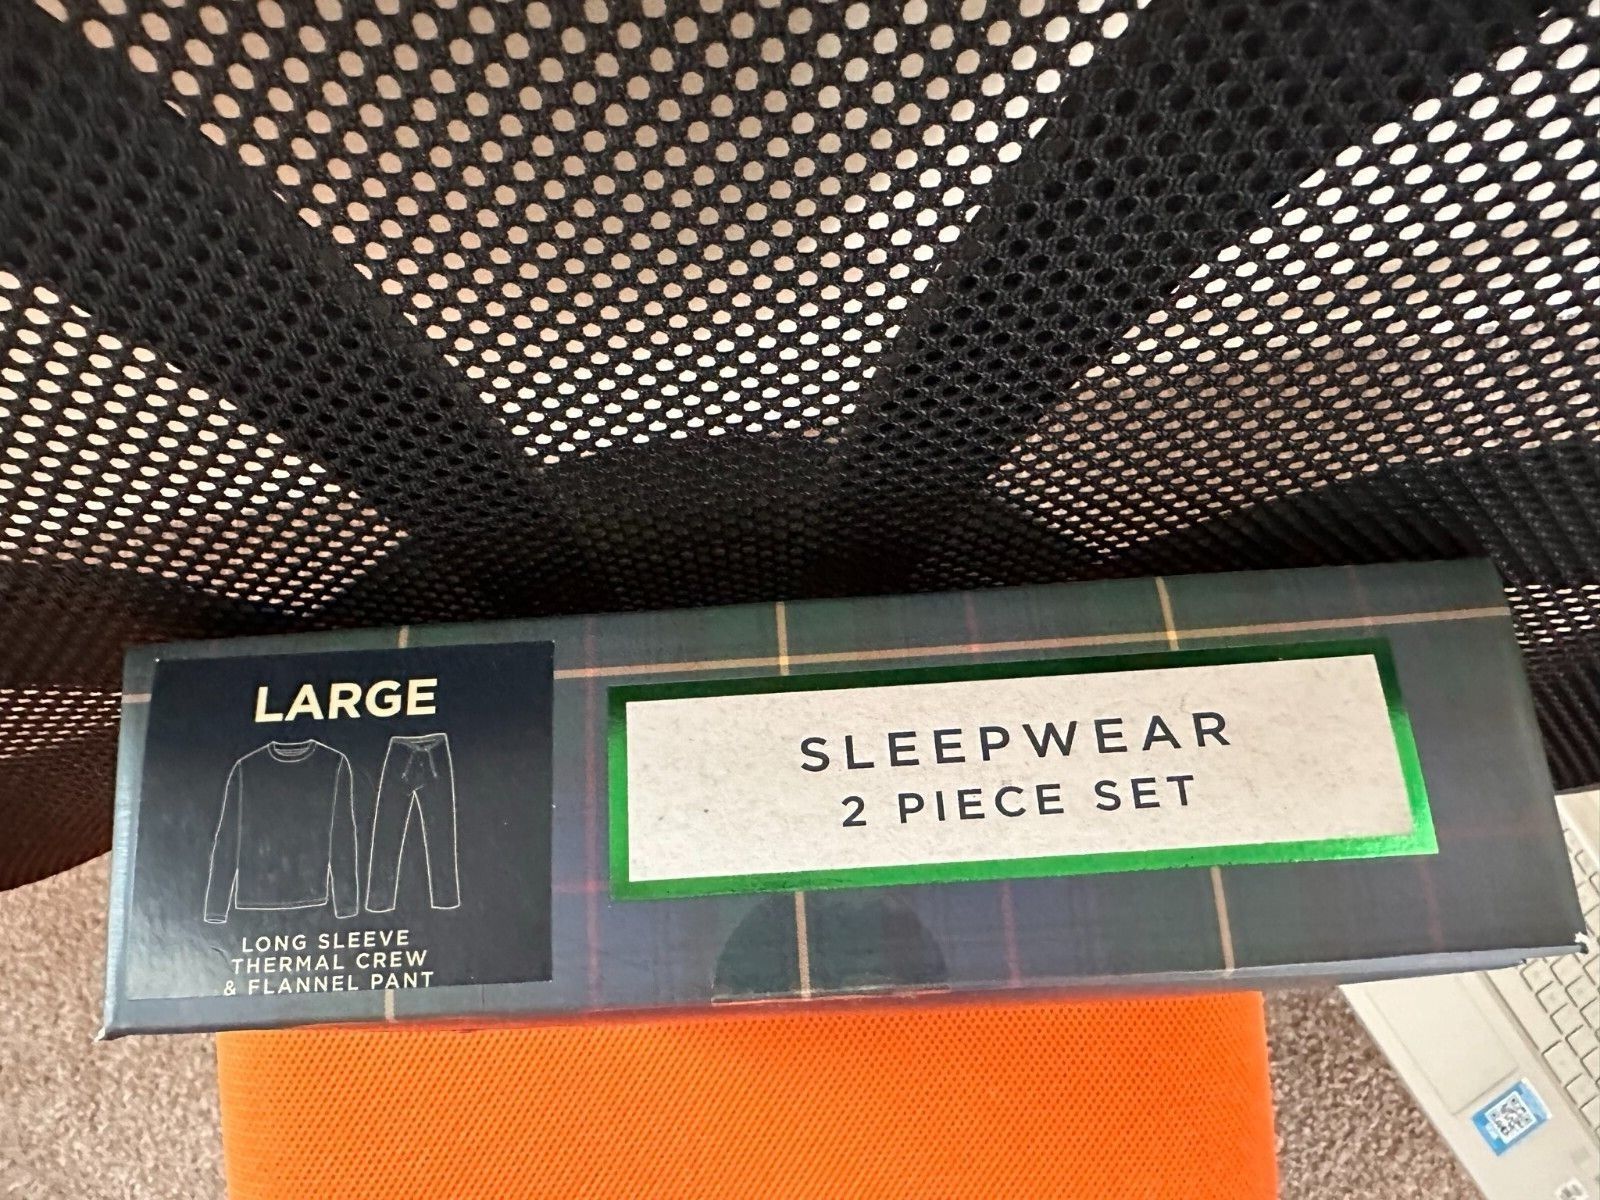 LARGE
LONG SLEEVE
THERMAL CREW
& FLANNEL PANT
SLEEPWEAR
2 PIECE SET